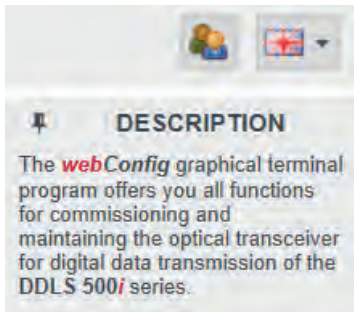 DESCRIPTION
The webConfig graphical terminal
program offers you all functions
for commissioning and
maintaining the optical transceiver
for digital data transmission of the
DDLS 500i series.